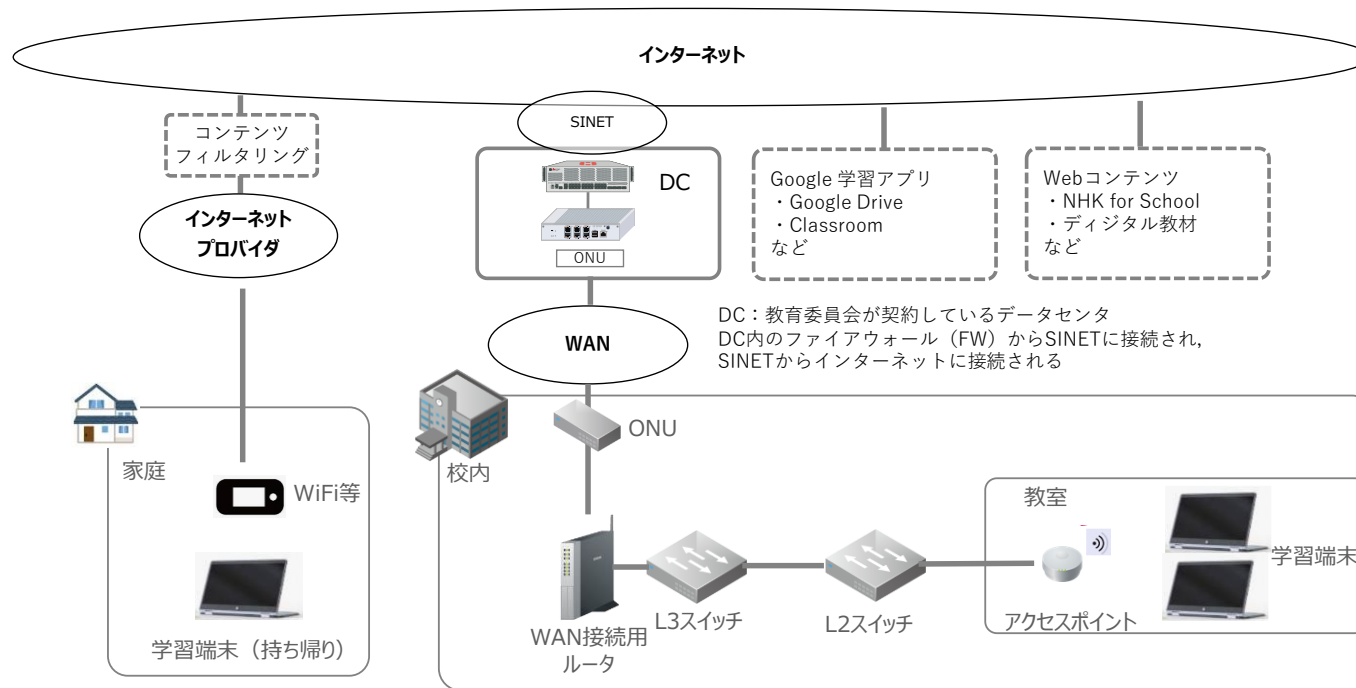 インターネット
SINET
コンテンツ
フィルタリング
インターネット
プロバイダ
DC
ONU
Google 学習アプリ
・Google Drive
・Classroom
など
Webコンテンツ
・NHK for School
・ディジタル教材
など
WAN
DC：教育委員会が契約しているデータセンタ
DC内のファイアウォール（FW）からSINETに接続され,
SINETからインターネットに接続される
家庭
WiFi等
学習端末（持ち帰り）
校内
ONU
WAN接続用
ルータ
L3スイッチ
L2スイッチ
教室
アクセスポイント
学習端末